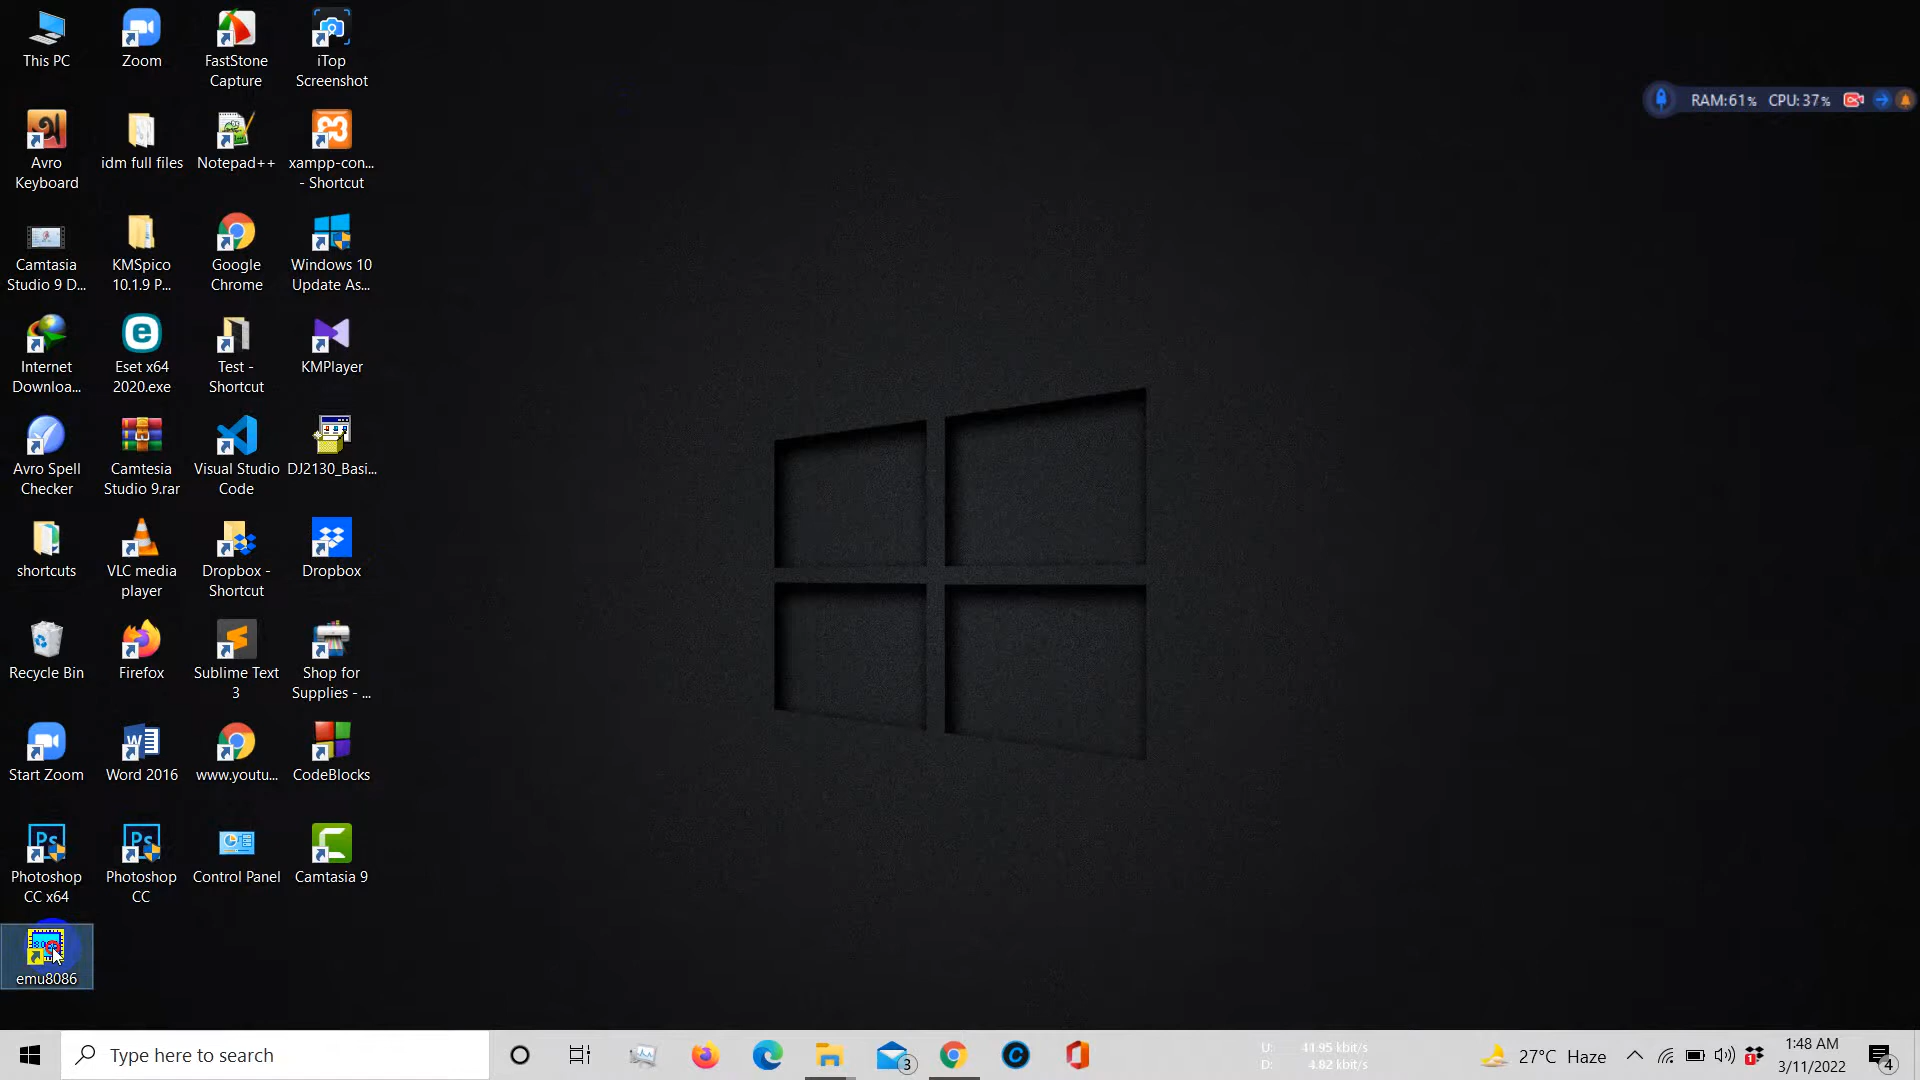 This PC
Zoom
FastStone
Capture
iTop
Screenshot
RAM:61% CPU:37%
Avro
Keyboard
idm full files
Notepad++
xampp-con...
- Shortcut
Camtasia
Studio 9 D...
KMSpico
10.1.9 P...
Google
Chrome
Windows 10
Update As...
Internet
Downloa...
Eset x64
2020.exe
Test -
Shortcut
KMPlayer
Avro Spell
Checker
Camtesia
Studio 9.rar
Visual Studio
Code
DJ2130_Basi...
shortcuts
VLC media
player
Dropbox -
Shortcut
Dropbox
Recycle Bin
Firefox
Sublime Text
3
Shop for
Supplies - ...
Start Zoom
Word 2016
www.youtu...
CodeBlocks
Photoshop
CC x64
Photoshop
CC
Control Panel
Camtasia 9
emu8086
Type here to search
3
U: 41.95 kbit/s
D: 4.82 kbit/s
27°C Haze
1
1:48 AM
3/11/2022
4